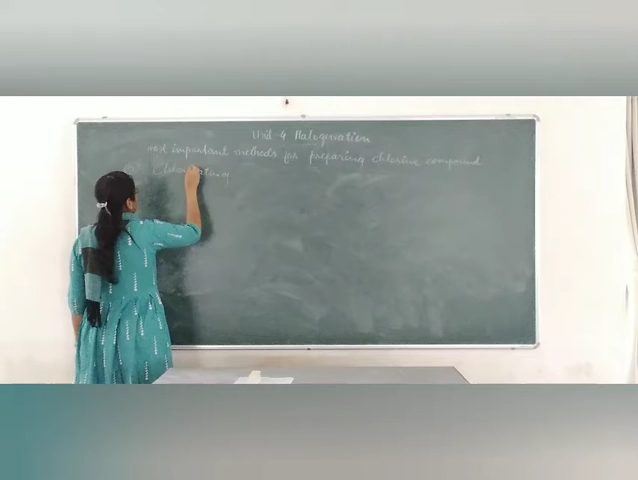 Unit-4 Halogenation
most important methods for preparing chlorine compound